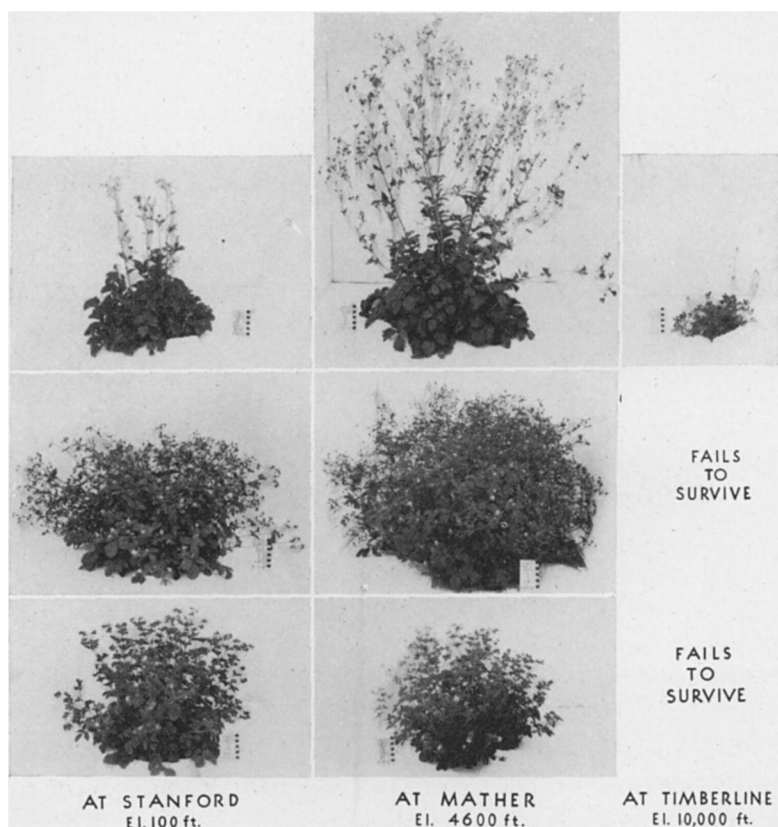 FAILS
TO
SURVIVE
FAILS
TO
SURVIVE
AT STANFORD
El. 100 ft.
AT MATHER
El. 4600 ft.
AT TIMBERLINE
El. 10,000 ft.